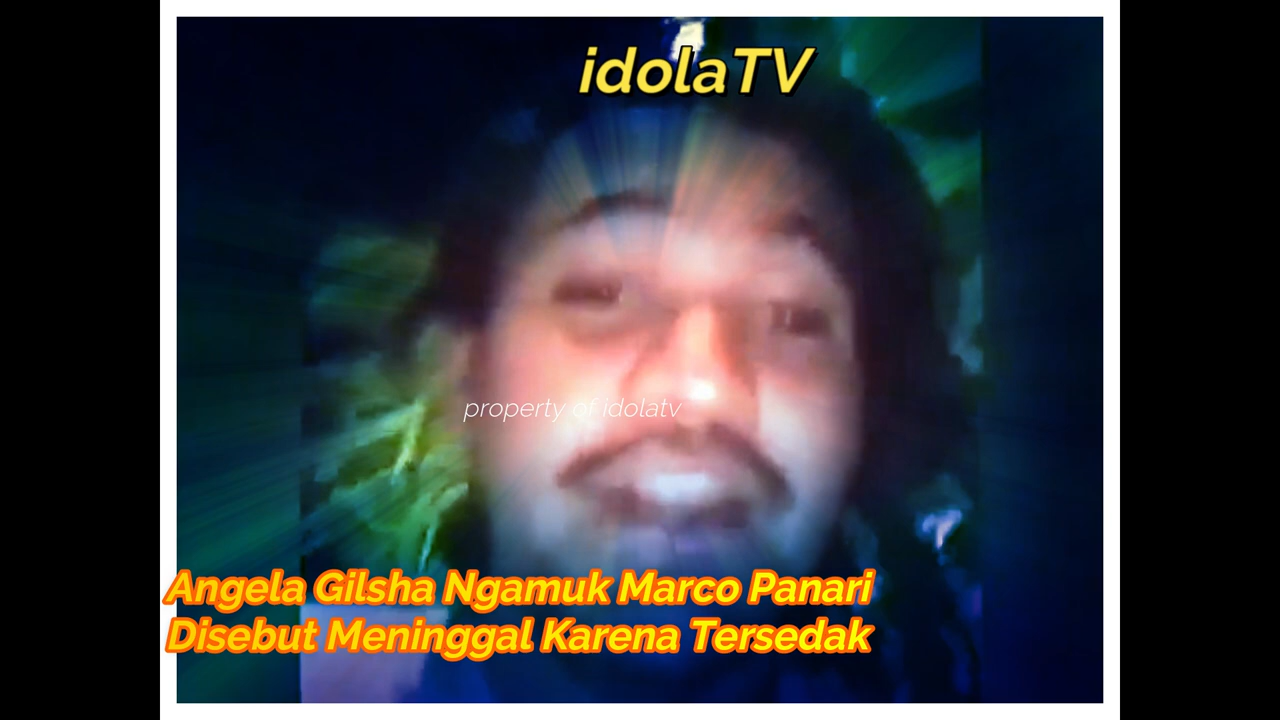 idolaTV
property of idolatv
Angela Gilsha Ngamuk Marco Panari
Disebut Meninggal Karena Tersedak